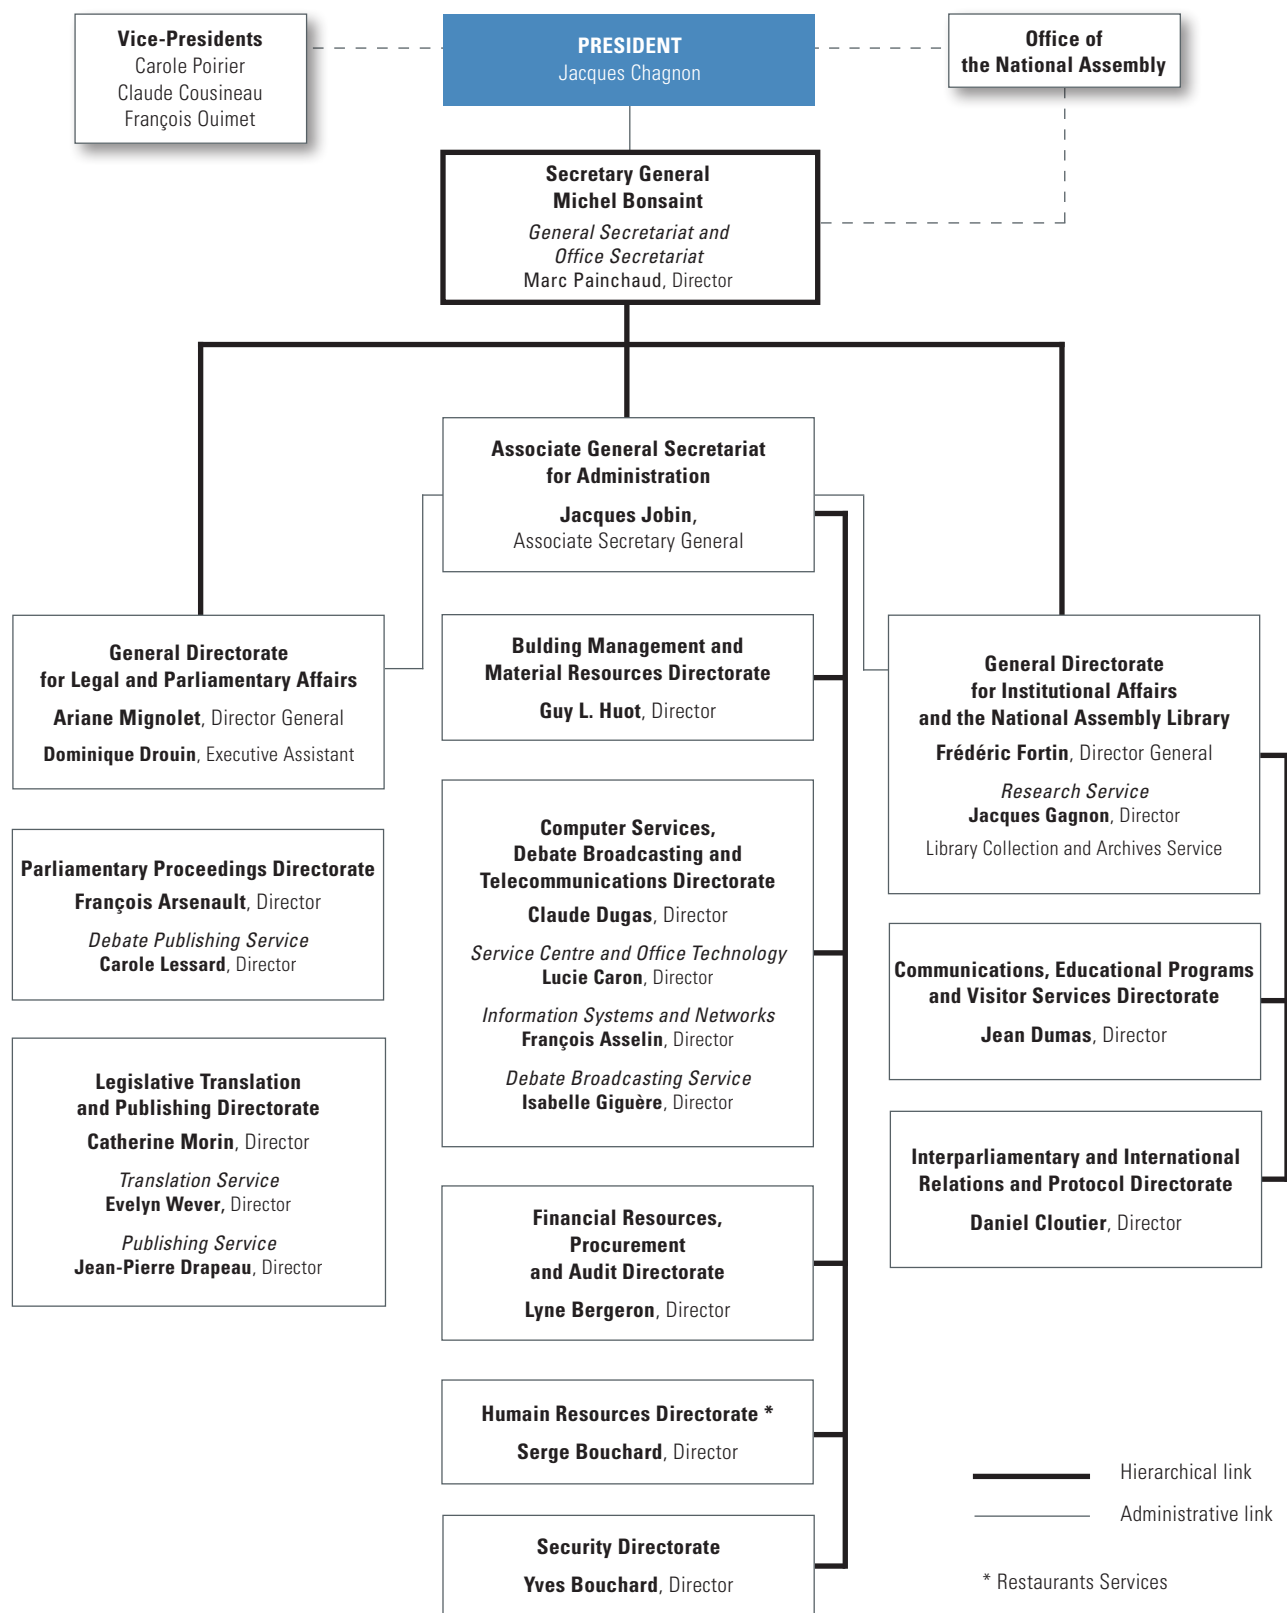 Vice-Presidents
Carole Poirier
Claude Cousineau
François Ouimet
PRESIDENT
Jacques Chagnon
Office of
the National Assembly
Secretary General
Michel Bonsaint
General Secretariat and
Office Secretariat
Marc Painchaud, Director
Associate General Secretariat
for Administration
Jacques Jobin,
Associate Secretary General
General Directorate
for Legal and Parliamentary Affairs
Ariane Mignolet, Director General
Dominique Drouin, Executive Assistant
Parliamentary Proceedings Directorate
François Arsenault, Director
Debate Publishing Service
Carole Lessard, Director
Legislative Translation
and Publishing Directorate
Catherine Morin, Director
Translation Service
Evelyn Wever, Director
Publishing Service
Jean-Pierre Drapeau, Director
Bulding Management and
Material Resources Directorate
Guy L. Huot, Director
Computer Services,
Debate Broadcasting and
Telecommunications Directorate
Claude Dugas, Director
Service Centre and Office Technology
Lucie Caron, Director
Information Systems and Networks
François Asselin, Director
Debate Broadcasting Service
Isabelle Giguère, Director
Financial Resources,
Procurement
and Audit Directorate
Lyne Bergeron, Director
Humain Resources Directorate *
Serge Bouchard, Director
Security Directorate
Yves Bouchard, Director
General Directorate
for Institutional Affairs
and the National Assembly Library
Frédéric Fortin, Director General
Research Service
Jacques Gagnon, Director
Library Collection and Archives Service
Communications, Educational Programs
and Visitor Services Directorate
Jean Dumas, Director
Interparliamentary and International
Relations and Protocol Directorate
Daniel Cloutier, Director
Hierarchical link
Administrative link
* Restaurants Services